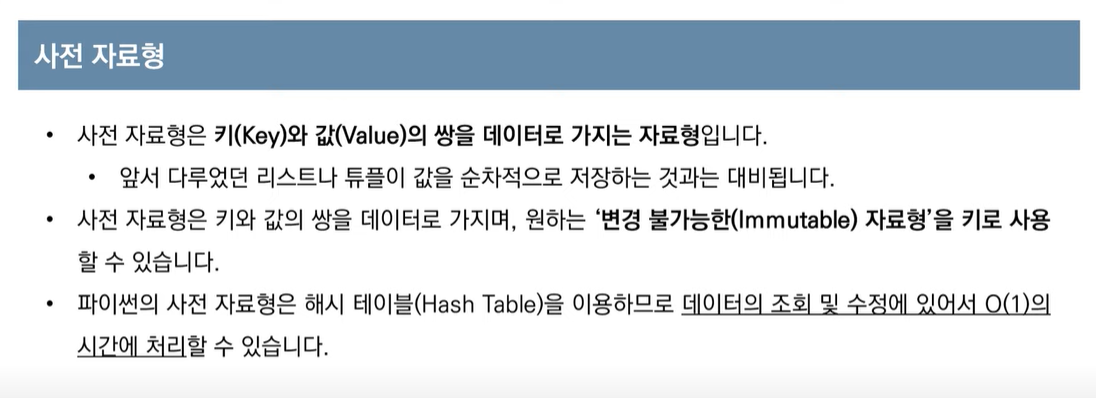 사전 자료형
• 사전 자료형은 키(Key)와 값(Value)의 쌍을 데이터로 가지는 자료형입니다.
• 앞서 다루었던 리스트나 튜플이 값을 순차적으로 저장하는 것과는 대비됩니다.
• 사전 자료형은 키와 값의 쌍을 데이터로 가지며, 원하는 ‘변경 불가능한(Immutable) 자료형’을 키로 사용
할 수 있습니다.
• 파이썬의 사전 자료형은 해시 테이블(Hash Table)을 이용하므로 데이터의 조회 및 수정에 있어서 O(1)의
시간에 처리할 수 있습니다.